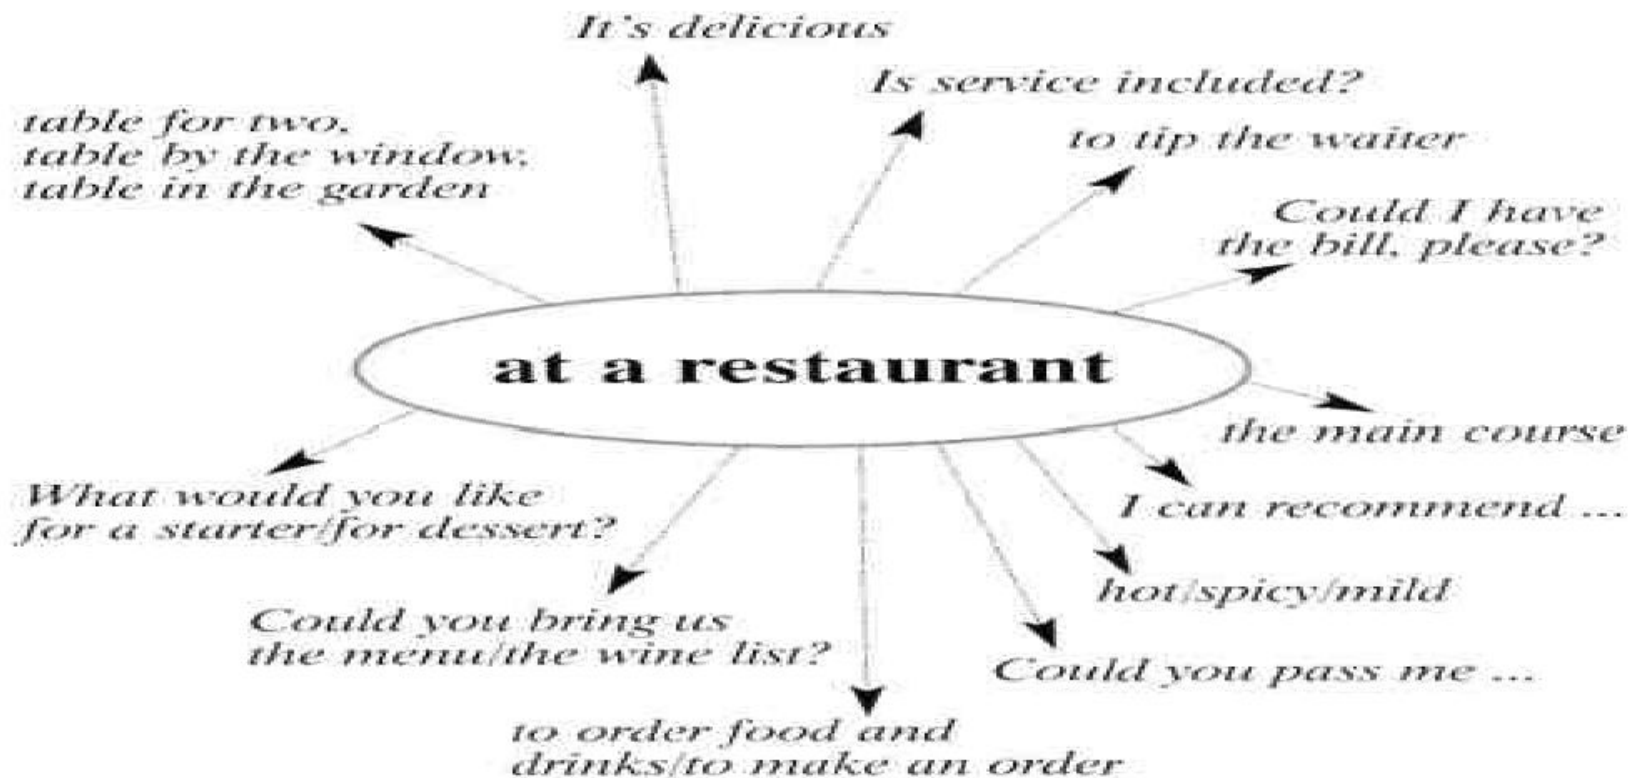 It's delicious
Is service included?
table for two,
table by the window,
table in the garden
to tip the waiter
Could I have
the bill, please?
at a restaurant
the main course
What would you like
for a starter/for dessert?
I can recommend ...
hot/spicy/mild
Could you bring us
the menu/the wine list?
Could you pass me ...
to order food and
drinks/to make an order